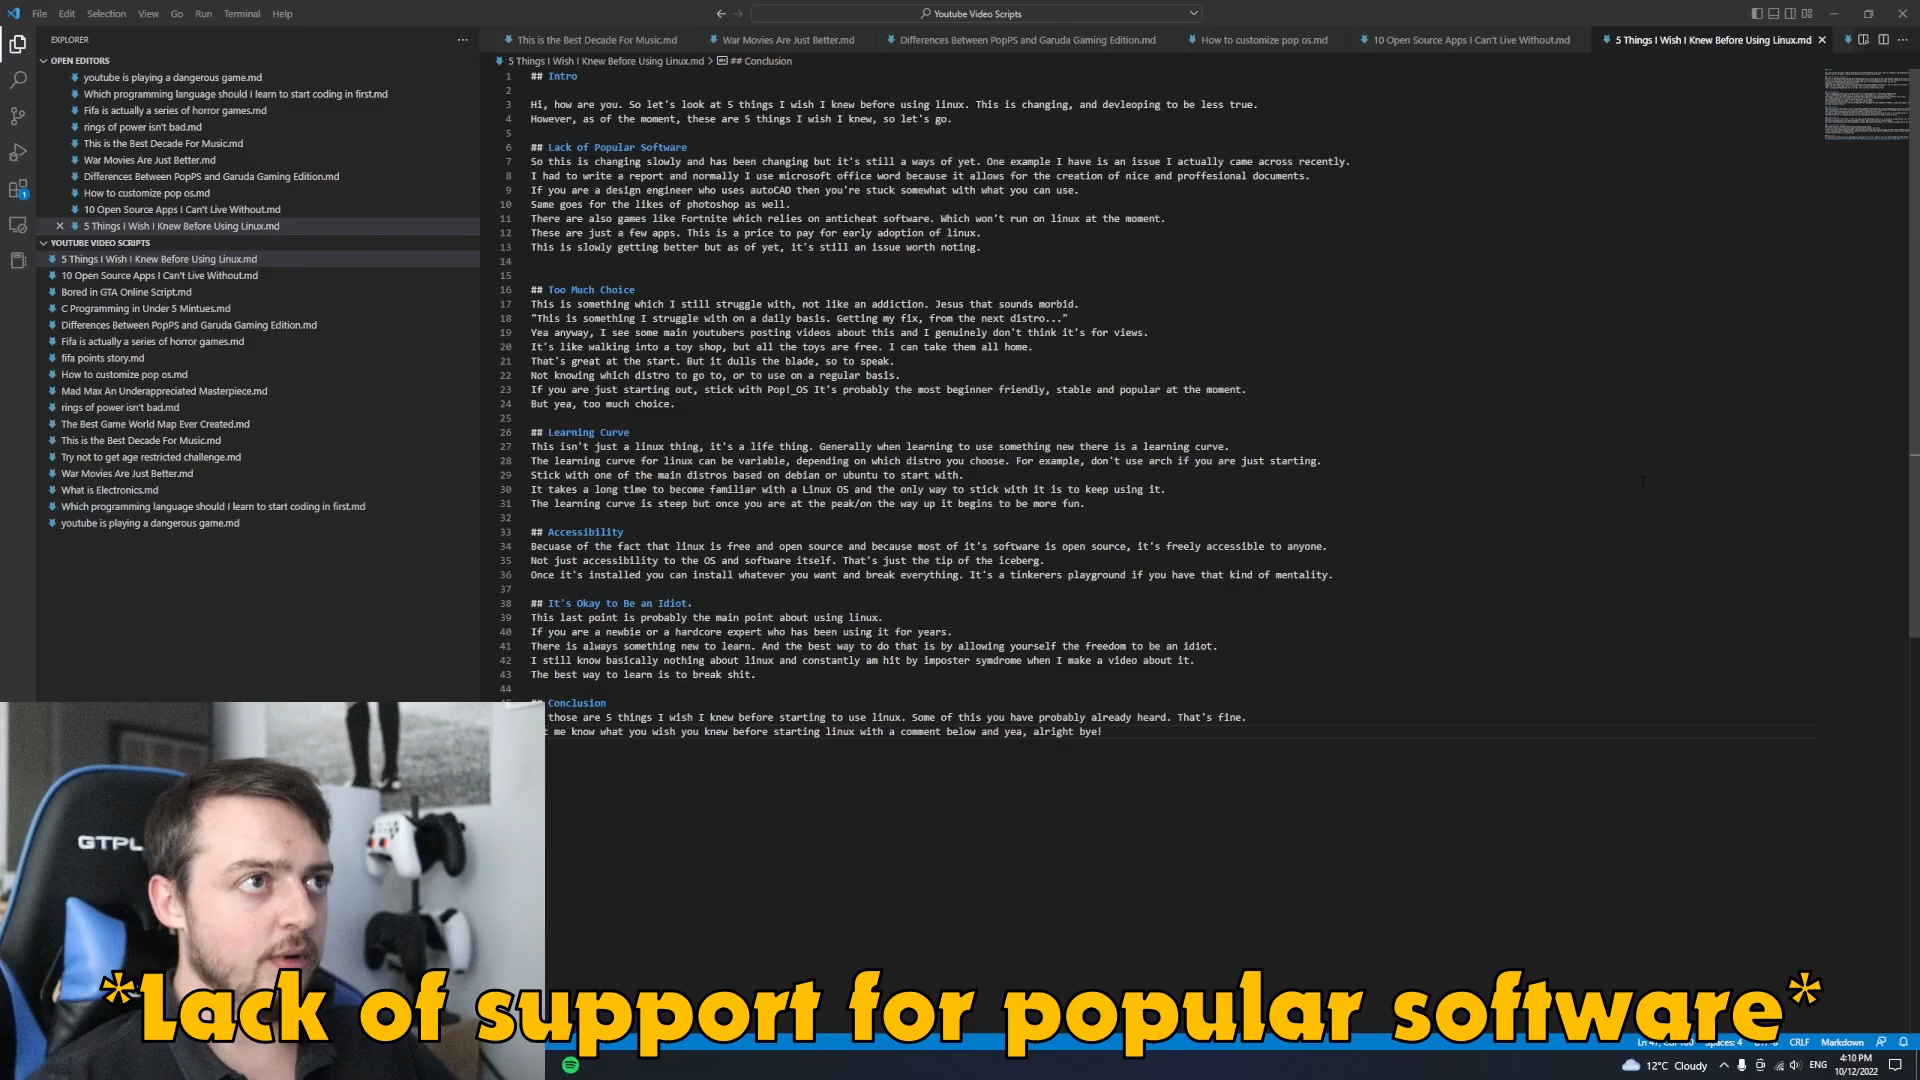 File Edit Selection View Go Run Terminal Help
Youtube Video Scripts
EXPLORER
This is the Best Decade For Music.md
War Movies Are Just Better.md
Differences Between PopPS and Garuda Gaming Edition.md
How to customize pop os.md
10 Open Source Apps I Can't Live Without.md
5 Things I Wish I Knew Before Using Linux.md
OPEN EDITORS
youtube is playing a dangerous game.md
Which programming language should I learn to start coding in first.md
Fifa is actually a series of horror games.md
rings of power isn't bad.md
This is the Best Decade For Music.md
War Movies Are Just Better.md
Differences Between PopPS and Garuda Gaming Edition.md
How to customize pop os.md
10 Open Source Apps I Can't Live Without.md
5 Things I Wish I Knew Before Using Linux.md
YOUTUBE VIDEO SCRIPTS
5 Things I Wish I Knew Before Using Linux.md
10 Open Source Apps I Can't Live Without.md
Bored in GTA Online Script.md
C Programming in Under 5 Mintues.md
Differences Between PopPS and Garuda Gaming Edition.md
Fifa is actually a series of horror games.md
fifa points story.md
How to customize pop os.md
Mad Max An Underappreciated Masterpiece.md
rings of power isn't bad.md
The Best Game World Map Ever Created.md
This is the Best Decade For Music.md
Try not to get age restricted challenge.md
War Movies Are Just Better.md
What is Electronics.md
Which programming language should I learn to start coding in first.md
youtube is playing a dangerous game.md
5 Things I Wish I Knew Before Using Linux.md > ## Conclusion
1 ## Intro
2
3 Hi, how are you. So let's look at 5 things I wish I knew before using linux. This is changing, and devleoping to be less true.
4 However, as of the moment, these are 5 things I wish I knew, so let's go.
5
6 ## Lack of Popular Software
7 So this is changing slowly and has been changing but it's still a ways of yet. One example I have is an issue I actually came across recently.
8 I had to write a report and normally I use microsoft office word because it allows for the creation of nice and proffesional documents.
9 If you are a design engineer who uses autoCAD then you're stuck somewhat with what you can use.
10 Same goes for the likes of photoshop as well.
11 There are also games like Fortnite which relies on anticheat software. Which won't run on linux at the moment.
12 These are just a few apps. This is a price to pay for early adoption of linux.
13 This is slowly getting better but as of yet, it's still an issue worth noting.
14
15
16 ## Too Much Choice
17 This is something which I still struggle with, not like an addiction. Jesus that sounds morbid.
18 "This is something I struggle with on a daily basis. Getting my fix, from the next distro..."
19 Yea anyway, I see some main youtubers posting videos about this and I genuinely don't think it's for views.
20 It's like walking into a toy shop, but all the toys are free. I can take them all home.
21 That's great at the start. But it dulls the blade, so to speak.
22 Not knowing which distro to go to, or to use on a regular basis.
23 If you are just starting out, stick with Pop!_OS It's probably the most beginner friendly, stable and popular at the moment.
24 But yea, too much choice.
25
26 ## Learning Curve
27 This isn't just a linux thing, it's a life thing. Generally when learning to use something new there is a learning curve.
28 The learning curve for linux can be variable, depending on which distro you choose. For example, don't use arch if you are just starting.
29 Stick with one of the main distros based on debian or ubuntu to start with.
30 It takes a long time to become familiar with a Linux OS and the only way to stick with it is to keep using it.
31 The learning curve is steep but once you are at the peak/on the way up it begins to be more fun.
32
33 ## Accessibility
34 Becuase of the fact that linux is free and open source and because most of it's software is open source, it's freely accessible to anyone.
35 Not just accessibility to the OS and software itself. That's just the tip of the iceberg.
36 Once it's installed you can install whatever you want and break everything. It's a tinkerers playground if you have that kind of mentality.
37
38 ## It's Okay to Be an Idiot.
39 This last point is probably the main point about using linux.
40 If you are a newbie or a hardcore expert who has been using it for years.
41 There is always something new to learn. And the best way to do that is by allowing yourself the freedom to be an idiot.
42 I still know basically nothing about linux and constantly am hit by imposter symdrome when I make a video about it.
43 The best way to learn is to break shit.
44
Conclusion
those are 5 things I wish I knew before starting to use linux. Some of this you have probably already heard. That's fine.
me know what you wish you knew before starting linux with a comment below and yea, alright bye!
GTPL
*Lack of support for popular software*
CRLF Markdown
12°C Cloudy ENG 4:10 PM
10/12/2022